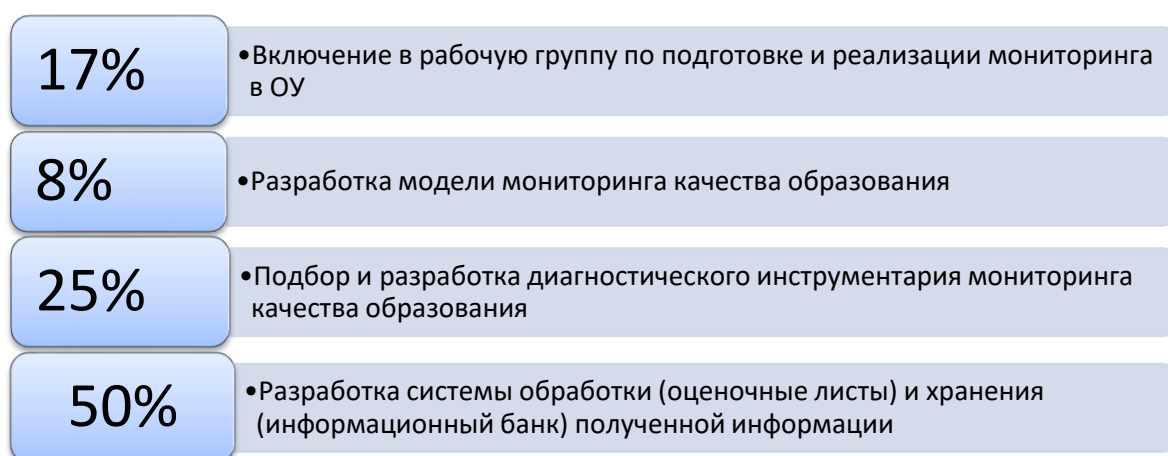 17%
•Включение в рабочую группу по подготовке и реализации мониторинга
в ОУ
8%
•Разработка модели мониторинга качества образования
25%
•Подбор и разработка диагностического инструментария мониторинга
качества образования
50%
•Разработка системы обработки (оценочные листы) и хранения
(информационный банк) полученной информации